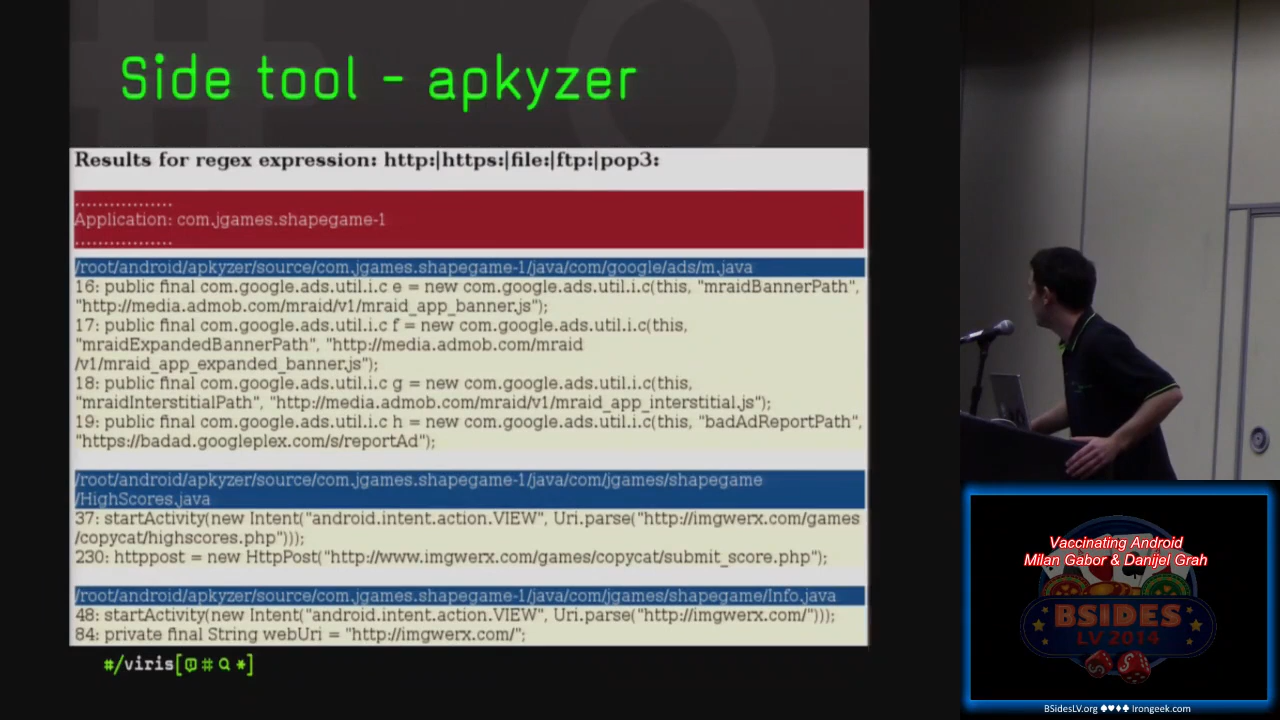 Side tool - apkyzer
Results for regex expression: http:|https:|file:|ftp:|pop3:
.................
Application: com.jgames.shapegame-1
.................
/root/android/apkyzer/source/com.jgames.shapegame-1/java/com/google/ads/m.java
16: public final com.google.ads.util.i.c e = new com.google.ads.util.i.c(this, "mraidBannerPath",
"http://media.admob.com/mraid/v1/mraid_app_banner.js");
17: public final com.google.ads.util.i.c f = new com.google.ads.util.i.c(this,
"mraidExpandedBannerPath", "http://media.admob.com/mraid
/v1/mraid_app_expanded_banner.js");
18: public final com.google.ads.util.i.c g = new com.google.ads.util.i.c(this,
"mraidInterstitialPath", "http://media.admob.com/mraid/v1/mraid_app_interstitial.js");
19: public final com.google.ads.util.i.c h = new com.google.ads.util.i.c(this, "badAdReportPath",
"https://badad.googleplex.com/s/reportAd");
/root/android/apkyzer/source/com.jgames.shapegame-1/java/com/jgames/shapegame
/HighScores.java
37: startActivity(new Intent("android.intent.action.VIEW", Uri.parse("http://imgwerx.com/games
/copycat/highscores.php")));
230: httppost = new HttpPost("http://www.imgwerx.com/games/copycat/submit_score.php");
/root/android/apkyzer/source/com.jgames.shapegame-1/java/com/jgames/shapegame/Info.java
48: startActivity(new Intent("android.intent.action.VIEW", Uri.parse("http://imgwerx.com/")));
84: private final String webUri = "http://imgwerx.com/";
#/viris
Vaccinating Android
Milan Gabor & Danijel Grah
BSIDES
LV 2014
BSidesLV.org ♣♥♦♣ Irongeek.com